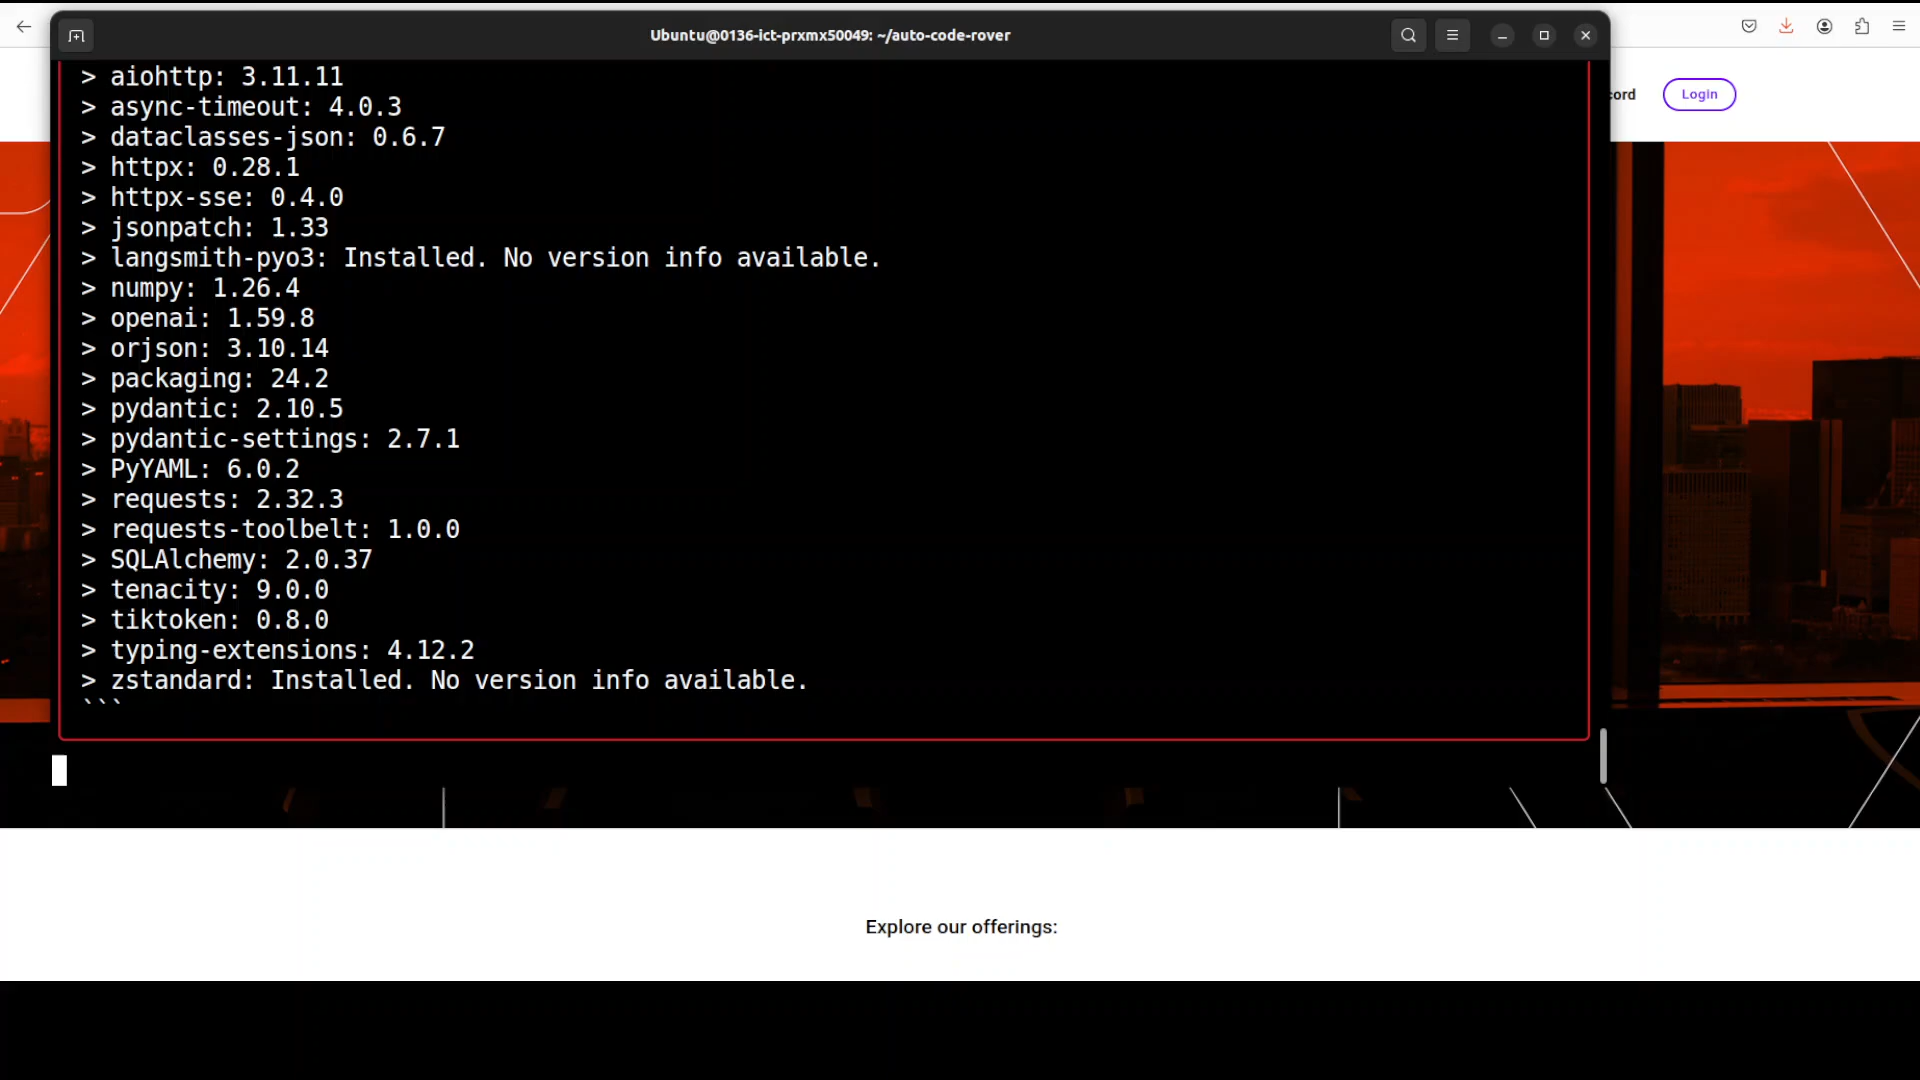 Ubuntu@0136-ict-prxmx50049: ~/auto-code-rover
> aiohttp: 3.11.11
> async-timeout: 4.0.3
> dataclasses-json: 0.6.7
> httpx: 0.28.1
> httpx-sse: 0.4.0
> jsonpatch: 1.33
> langsmith-pyo3: Installed. No version info available.
> numpy: 1.26.4
> openai: 1.59.8
> orjson: 3.10.14
> packaging: 24.2
> pydantic: 2.10.5
> pydantic-settings: 2.7.1
> PyYAML: 6.0.2
> requests: 2.32.3
> requests-toolbelt: 1.0.0
> SQLAlchemy: 2.0.37
> tenacity: 9.0.0
> tiktoken: 0.8.0
> typing-extensions: 4.12.2
> zstandard: Installed. No version info available.
```
cord
Login
Explore our offerings: